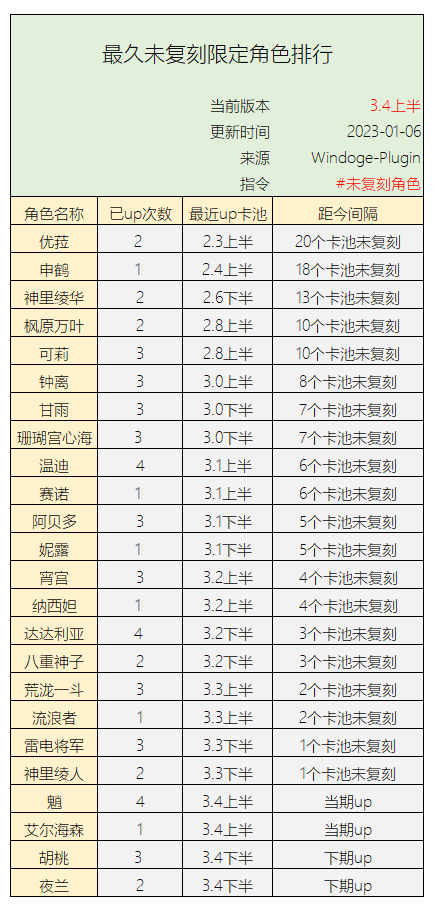 最久未复刻限定角色排行
当前版本 3.4上半
更新时间 2023-01-06
来源 Windoge-Plugin
指令 #未复刻角色
角色名称 已up次数 最近up卡池 距今间隔
优菈 2 2.3上半 20个卡池未复刻
申鹤 1 2.4上半 18个卡池未复刻
神里绫华 2 2.6下半 13个卡池未复刻
枫原万叶 2 2.8上半 10个卡池未复刻
可莉 3 2.8上半 10个卡池未复刻
钟离 3 3.0上半 8个卡池未复刻
甘雨 3 3.0下半 7个卡池未复刻
珊瑚宫心海 3 3.0下半 7个卡池未复刻
温迪 4 3.1上半 6个卡池未复刻
赛诺 1 3.1上半 6个卡池未复刻
阿贝多 3 3.1下半 5个卡池未复刻
妮露 1 3.1下半 5个卡池未复刻
宵宫 3 3.2上半 4个卡池未复刻
纳西妲 1 3.2上半 4个卡池未复刻
达达利亚 4 3.2下半 3个卡池未复刻
八重神子 2 3.2下半 3个卡池未复刻
荒泷一斗 3 3.3上半 2个卡池未复刻
流浪者 1 3.3上半 2个卡池未复刻
雷电将军 3 3.3下半 1个卡池未复刻
神里绫人 2 3.3下半 1个卡池未复刻
魈 4 3.4上半 当期up
艾尔海森 1 3.4上半 当期up
胡桃 3 3.4下半 下期up
夜兰 2 3.4下半 下期up